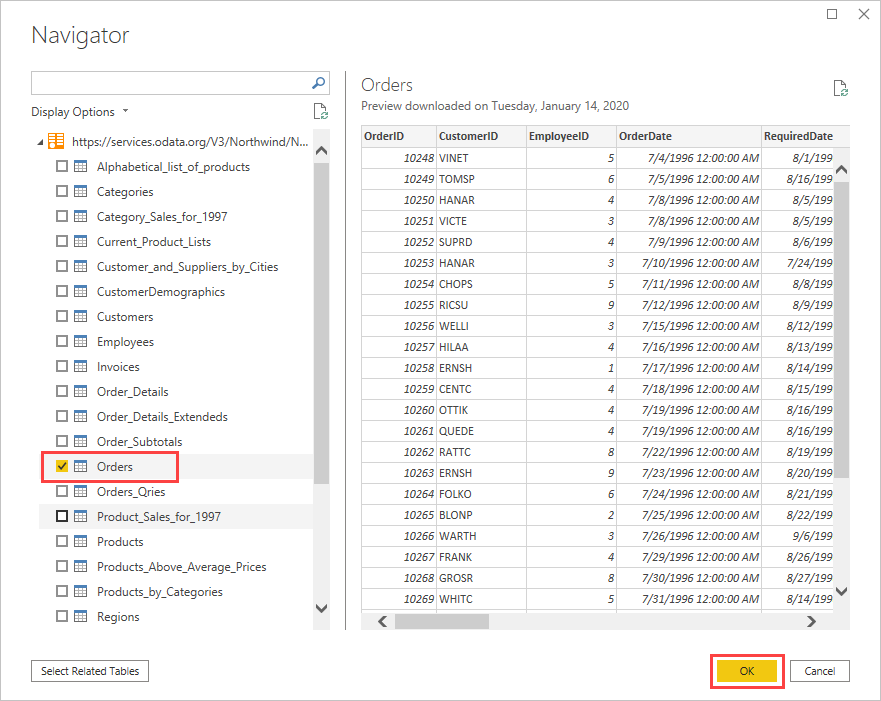 Navigator
Display Options
https://services.odata.org/V3/Northwind/N...
Alphabetical_list_of_products
Categories
Category_Sales_for_1997
Current_Product_Lists
Customer_and_Suppliers_by_Cities
CustomerDemographics
Customers
Employees
Invoices
Order_Details
Order_Details_Extendeds
Order_Subtotals
Orders
Orders_Qries
Product_Sales_for_1997
Products
Products_Above_Average_Prices
Products_by_Categories
Regions
Orders
Preview downloaded on Tuesday, January 14, 2020
OrderID CustomerID EmployeeID OrderDate RequiredDate
10248 VINET 5 7/4/1996 12:00:00 AM 8/1/199
10249 TOMSP 6 7/5/1996 12:00:00 AM 8/16/199
10250 HANAR 4 7/8/1996 12:00:00 AM 8/5/199
10251 VICTE 3 7/8/1996 12:00:00 AM 8/5/199
10252 SUPRD 4 7/9/1996 12:00:00 AM 8/6/199
10253 HANAR 3 7/10/1996 12:00:00 AM 7/24/199
10254 CHOPS 5 7/11/1996 12:00:00 AM 8/8/199
10255 RICSU 9 7/12/1996 12:00:00 AM 8/9/199
10256 WELLI 3 7/15/1996 12:00:00 AM 8/12/199
10257 HILAA 4 7/16/1996 12:00:00 AM 8/13/199
10258 ERNSH 1 7/17/1996 12:00:00 AM 8/14/199
10259 CENTC 4 7/18/1996 12:00:00 AM 8/15/199
10260 OTTIK 4 7/19/1996 12:00:00 AM 8/16/199
10261 QUEDE 4 7/19/1996 12:00:00 AM 8/16/199
10262 RATTC 8 7/22/1996 12:00:00 AM 8/19/199
10263 ERNSH 9 7/23/1996 12:00:00 AM 8/20/199
10264 FOLKO 6 7/24/1996 12:00:00 AM 8/21/199
10265 BLONP 2 7/25/1996 12:00:00 AM 8/22/199
10266 WARTH 3 7/26/1996 12:00:00 AM 9/6/199
10267 FRANK 4 7/29/1996 12:00:00 AM 8/26/199
10268 GROSR 8 7/30/1996 12:00:00 AM 8/27/199
10269 WHITC 5 7/31/1996 12:00:00 AM 8/14/199
Select Related Tables
OK
Cancel